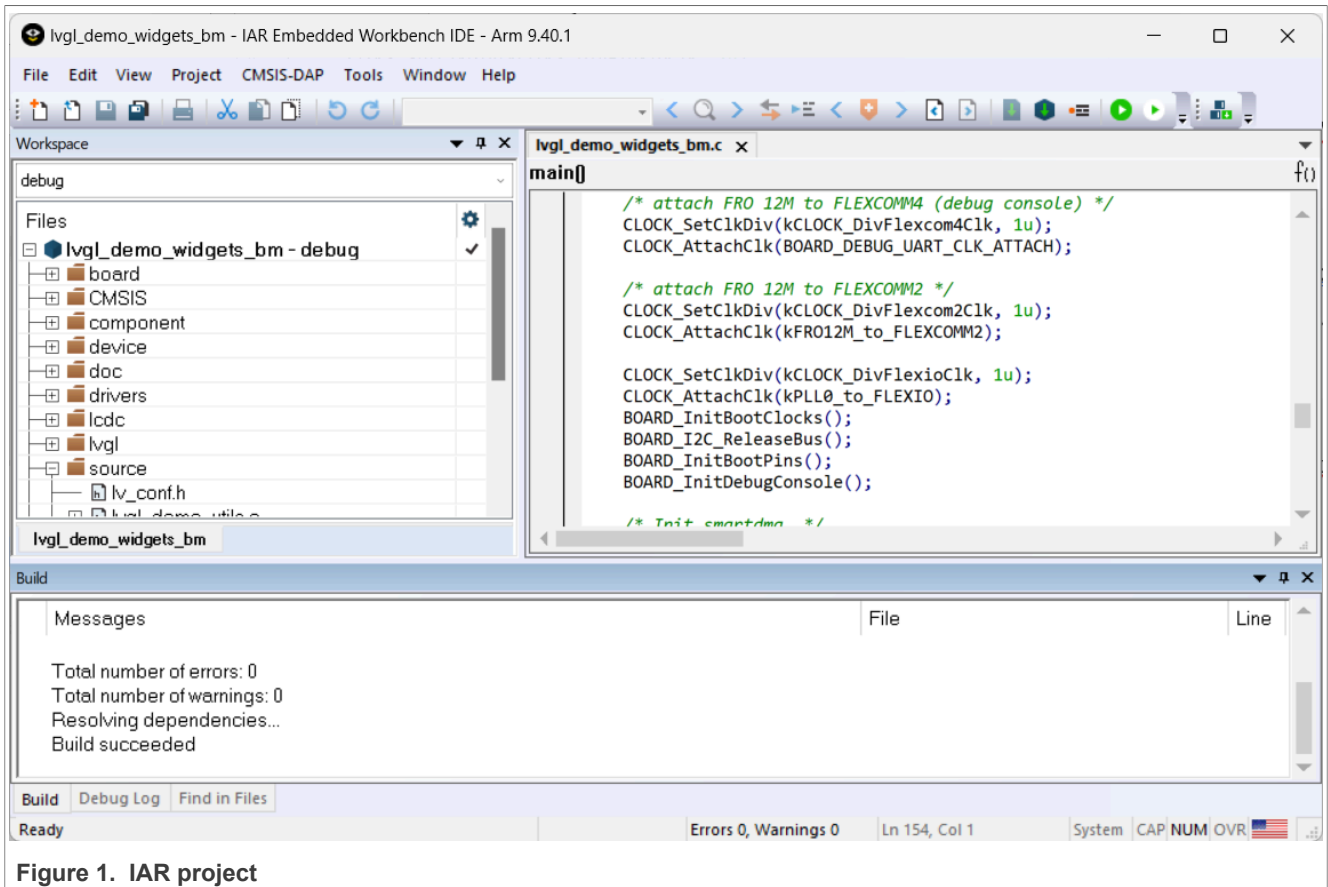 lvgl_demo_widgets_bm - IAR Embedded Workbench IDE - Arm 9.40.1
File Edit View Project CMSIS-DAP Tools Window Help
Workspace
debug
Files
lvgl_demo_widgets_bm - debug
board
CMSIS
component
device
doc
drivers
lcdc
lvgl
source
lv_conf.h
lvgl_demo_widgets_bm
lvgl_demo_widgets_bm.c
main()
f()
/* attach FRO 12M to FLEXCOMM4 (debug console) */
CLOCK_SetClkDiv(kCLOCK_DivFlexcom4Clk, 1u);
CLOCK_AttachClk(BOARD_DEBUG_UART_CLK_ATTACH);
/* attach FRO 12M to FLEXCOMM2 */
CLOCK_SetClkDiv(kCLOCK_DivFlexcom2Clk, 1u);
CLOCK_AttachClk(kFRO12M_to_FLEXCOMM2);
CLOCK_SetClkDiv(kCLOCK_DivFlexioClk, 1u);
CLOCK_AttachClk(kPLL0_to_FLEXIO);
BOARD_InitBootClocks();
BOARD_I2C_ReleaseBus();
BOARD_InitBootPins();
BOARD_InitDebugConsole();
/* Init smartdma. */
Build
Messages File Line
Total number of errors: 0
Total number of warnings: 0
Resolving dependencies...
Build succeeded
Build Debug Log Find in Files
Ready Errors 0, Warnings 0 Ln 154, Col 1 System CAP NUM OVR
Figure 1. IAR project